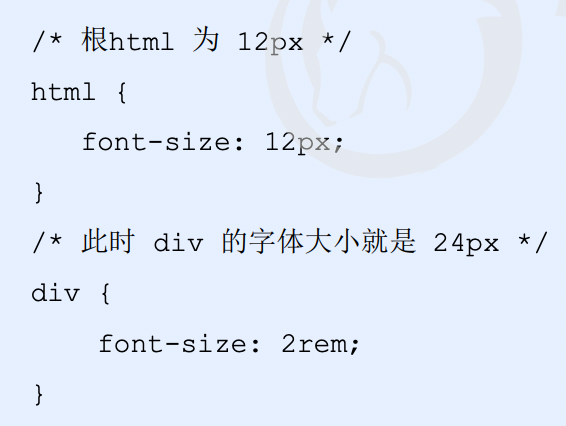 /* 根html 为 12px */
html {
font-size: 12px;
}
/* 此时 div 的字体大小就是 24px */
div {
font-size: 2rem;
}